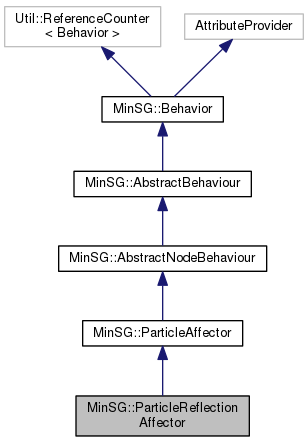 Util::ReferenceCounter
< Behavior >
AttributeProvider
MinSG::Behavior
MinSG::AbstractBehaviour
MinSG::AbstractNodeBehaviour
MinSG::ParticleAffector
MinSG::ParticleReflection
Affector